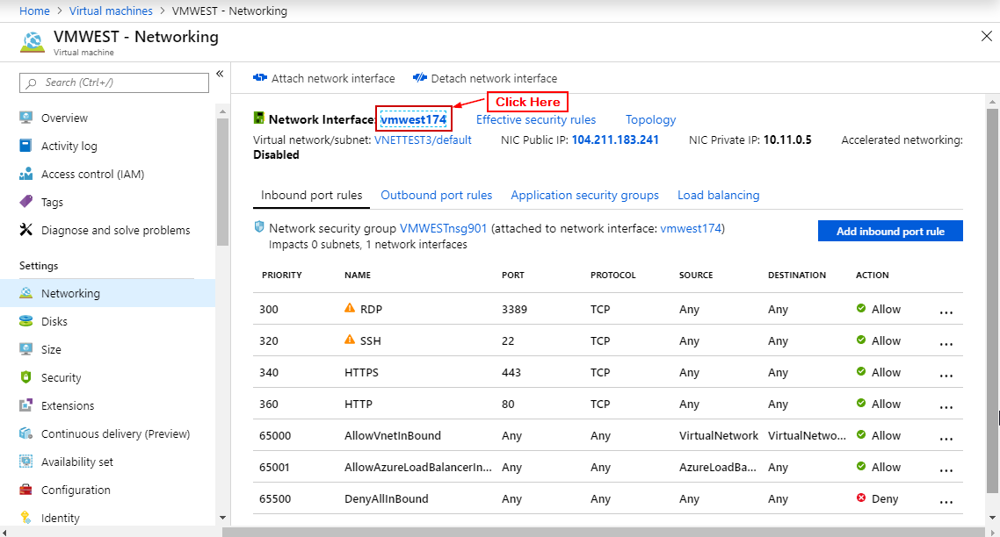 Home > Virtual machines > VMWEST - Networking
VMWEST - Networking
Virtual machine
Search (Ctrl+/)
Overview
Activity log
Access control (IAM)
Tags
Diagnose and solve problems
Settings
Networking
Disks
Size
Security
Extensions
Continuous delivery (Preview)
Availability set
Configuration
Identity
Attach network interface Detach network interface
Click Here
Network Interface: vmwest174 Effective security rules Topology
Virtual network/subnet: VNETTEST3/default NIC Public IP: 104.211.183.241 NIC Private IP: 10.11.0.5 Accelerated networking:
Disabled
Inbound port rules Outbound port rules Application security groups Load balancing
Network security group VMWESTnsg901 (attached to network interface: vmwest174)
Impacts 0 subnets, 1 network interfaces
Add inbound port rule
PRIORITY NAME PORT PROTOCOL SOURCE DESTINATION ACTION
300 RDP 3389 TCP Any Any Allow ...
320 SSH 22 TCP Any Any Allow ...
340 HTTPS 443 TCP Any Any Allow ...
360 HTTP 80 TCP Any Any Allow ...
65000 AllowVnetInBound Any Any VirtualNetwork VirtualNetwo... Allow ...
65001 AllowAzureLoadBalancerIn... Any Any AzureLoadBa... Any Allow ...
65500 DenyAllInBound Any Any Any Any Deny ...